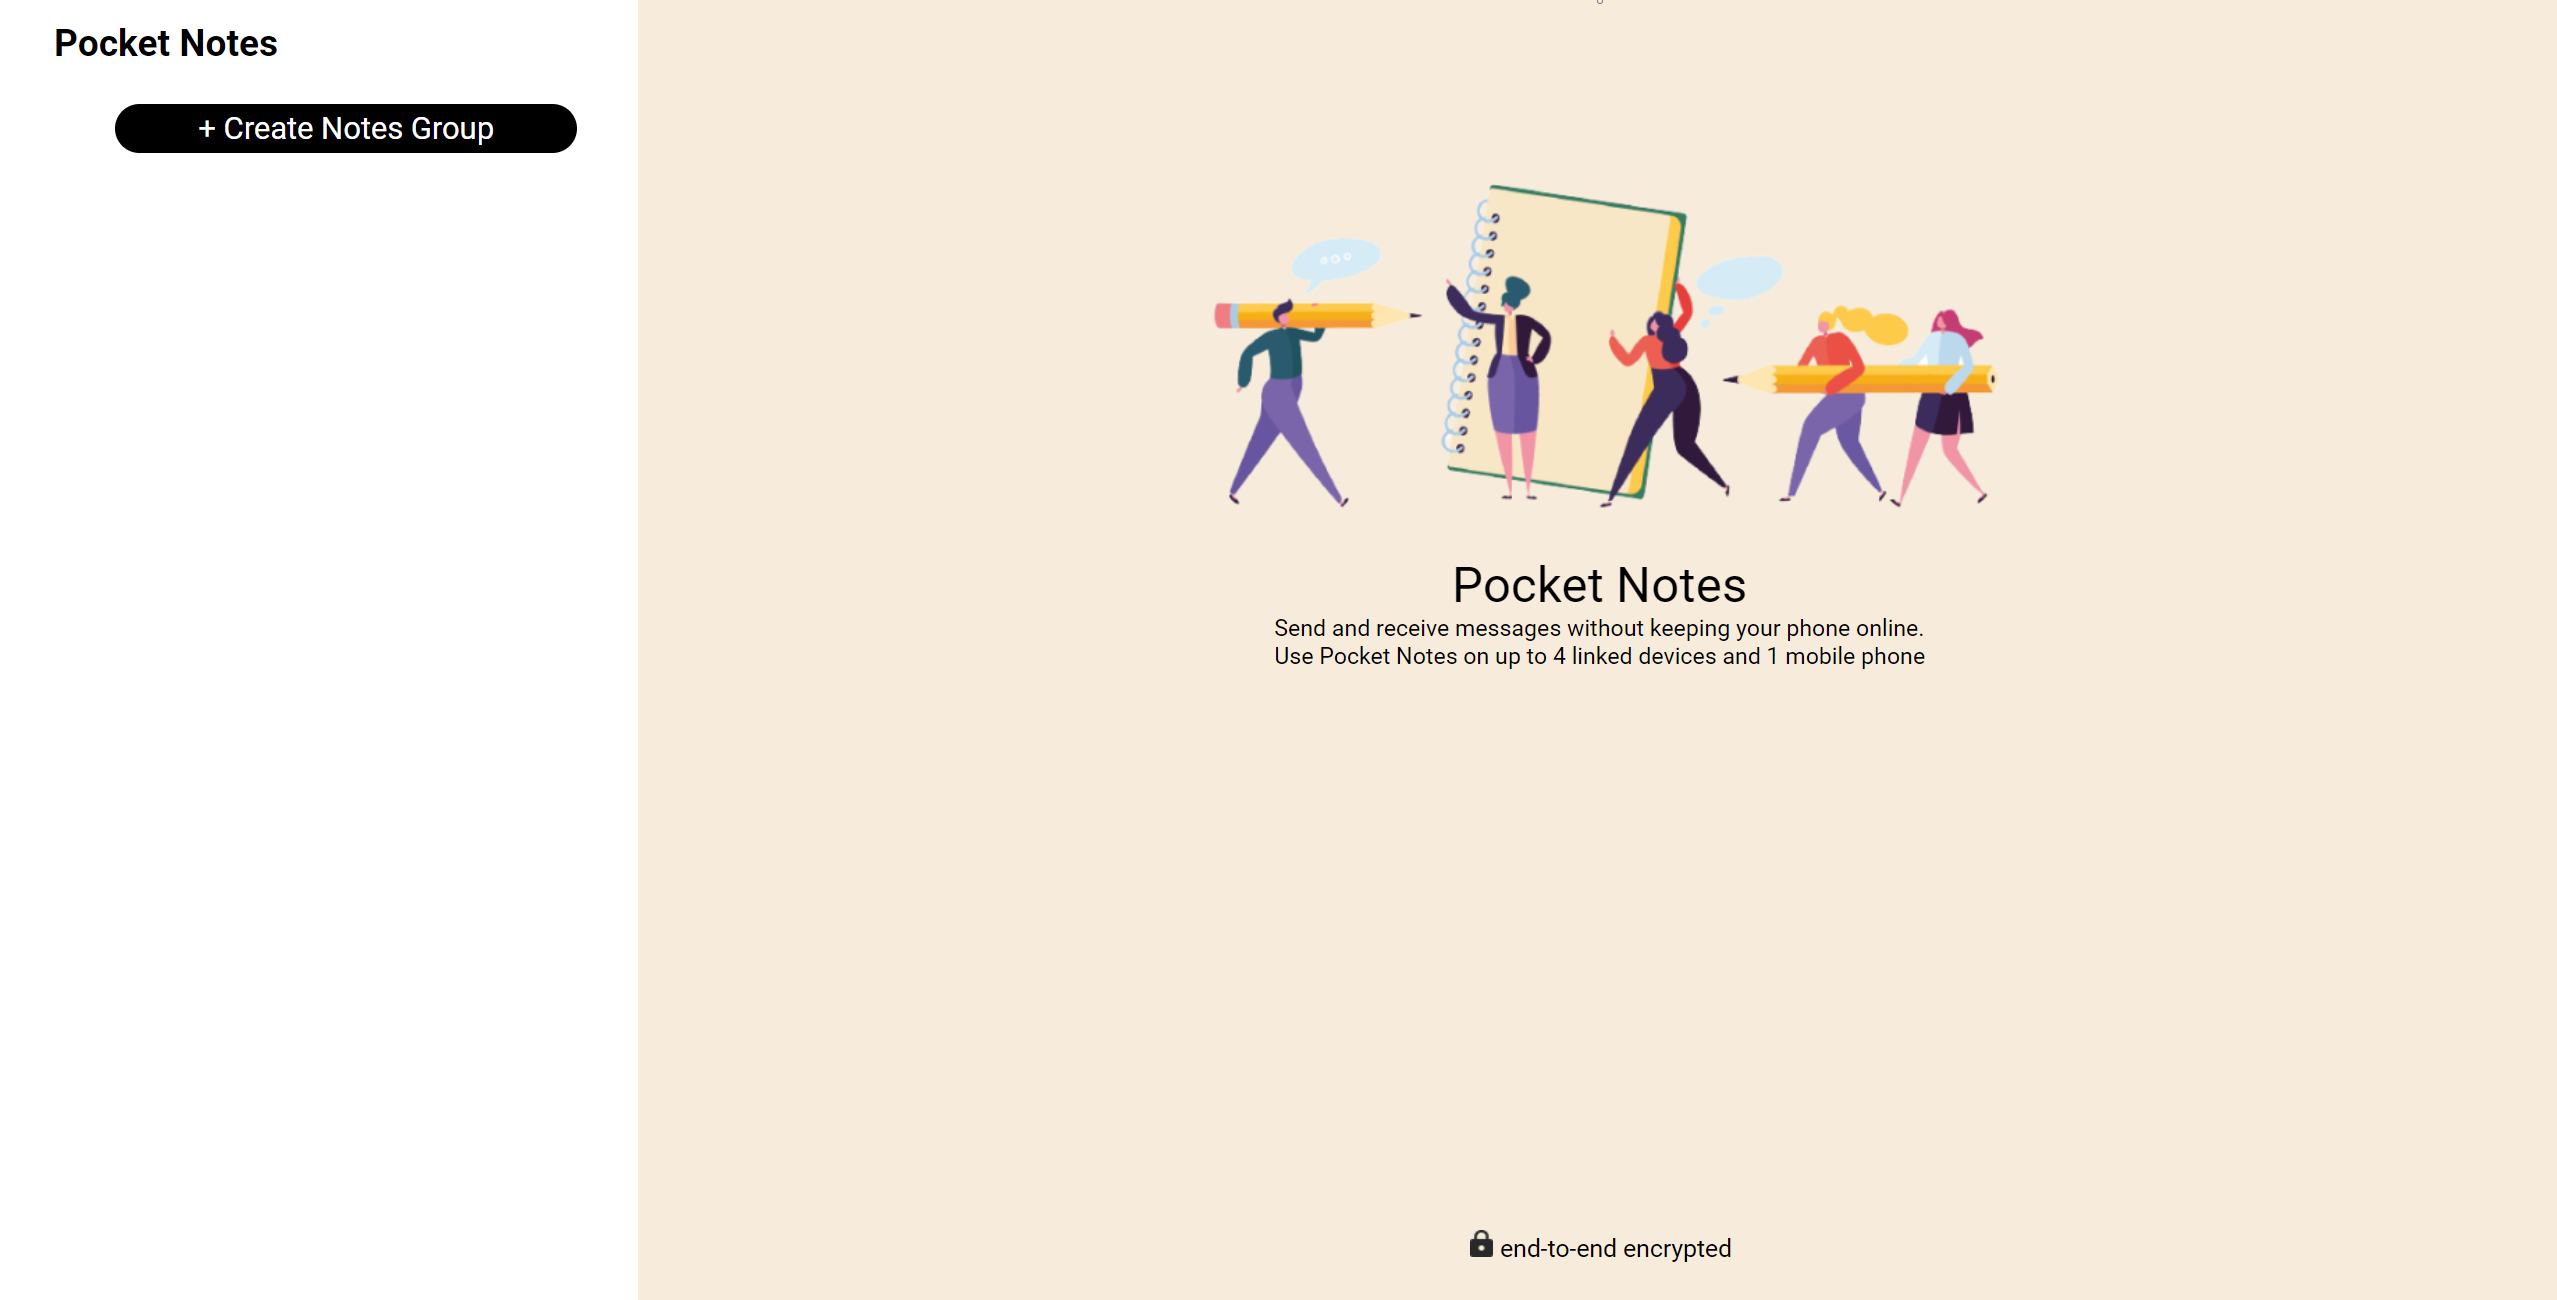 Pocket Notes
+ Create Notes Group
Pocket Notes
Send and receive messages without keeping your phone online.
Use Pocket Notes on up to 4 linked devices and 1 mobile phone
end-to-end encrypted